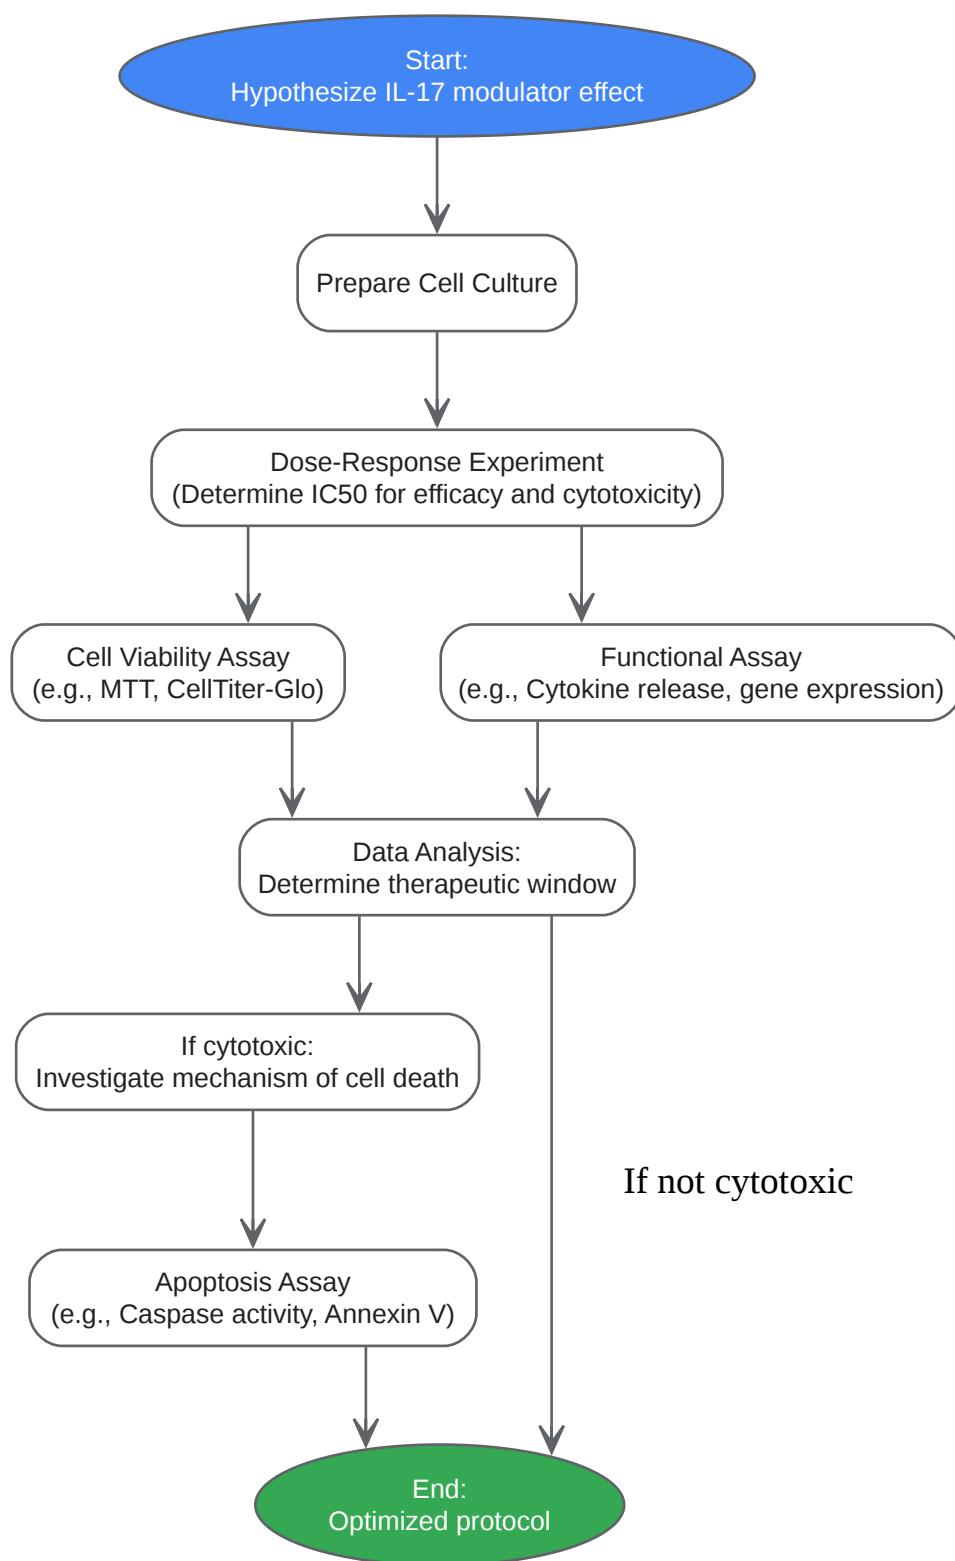 Start:
Hypothesize IL-17 modulator effect
Prepare Cell Culture
Dose-Response Experiment
(Determine IC50 for efficacy and cytotoxicity)
Cell Viability Assay
(e.g., MTT, CellTiter-Glo)
Functional Assay
(e.g., Cytokine release, gene expression)
Data Analysis:
Determine therapeutic window
If cytotoxic:
Investigate mechanism of cell death
If not cytotoxic
Apoptosis Assay
(e.g., Caspase activity, Annexin V)
End:
Optimized protocol